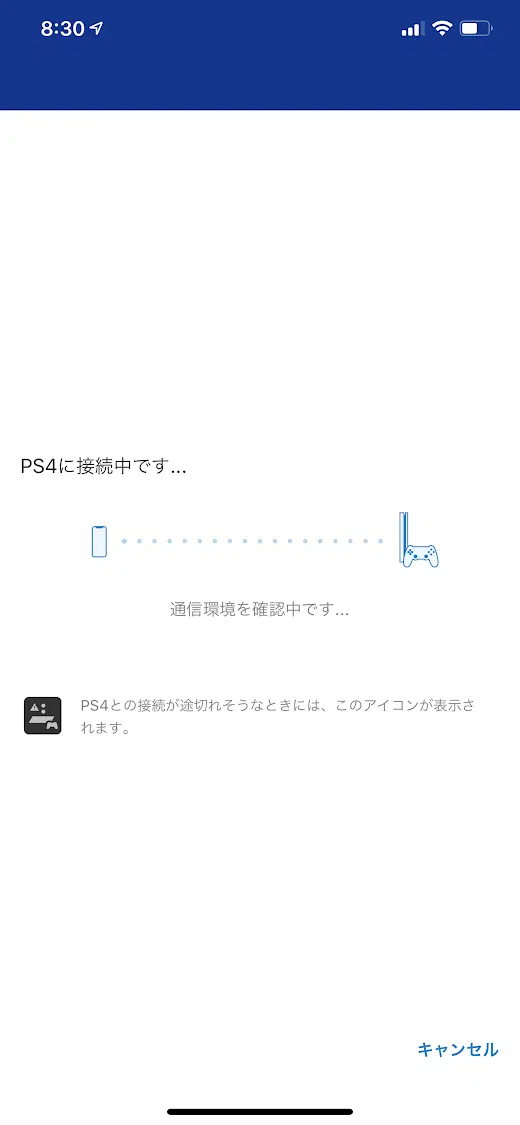 8:30
PS4に接続中です...
通信環境を確認中です...
PS4との接続が途切れそうなときには、このアイコンが表示さ
れます。
キャンセル